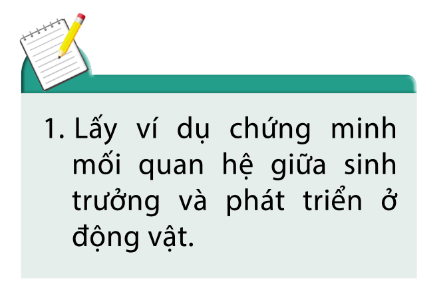 1. Lấy ví dụ chứng minh
mối quan hệ giữa sinh
trưởng và phát triển ở
động vật.